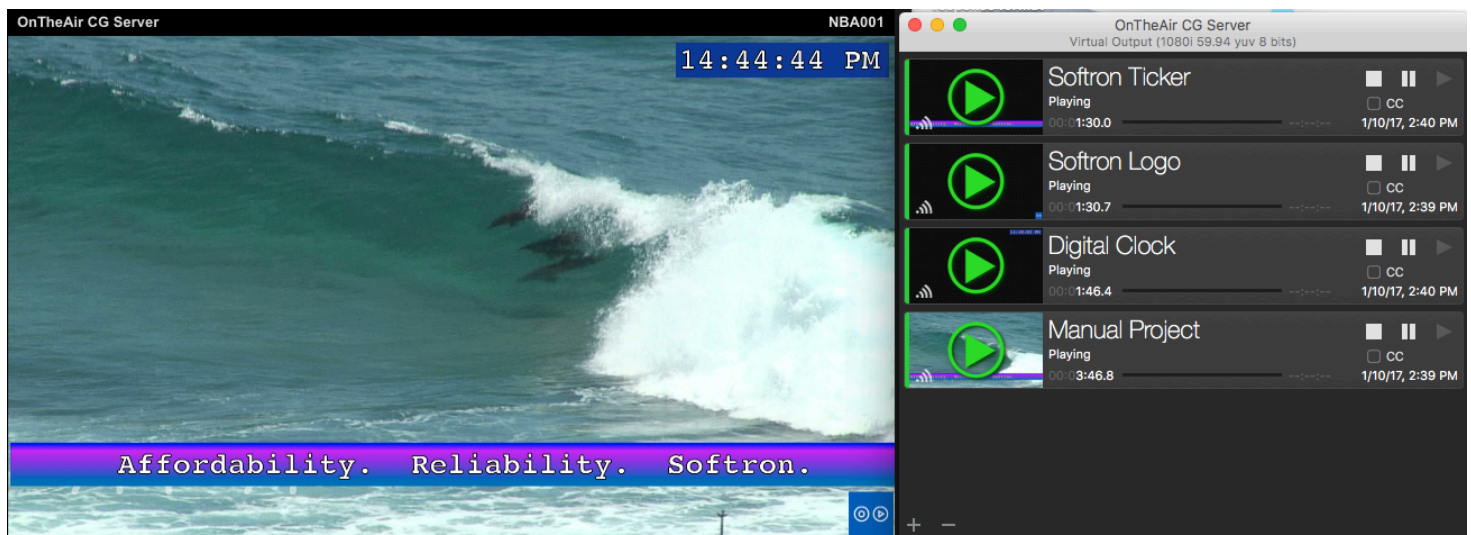 OnTheAir CG Server
NBA001
14:44:44 PM
Affordability. Reliability. Softron.
OnTheAir CG Server
Virtual Output (1080i 59.94 yuv 8 bits)
Softron Ticker
Playing
CC
00:01:30.0
--:--:--
1/10/17, 2:40 PM
Softron Logo
Playing
CC
00:01:30.7
--:--:--
1/10/17, 2:39 PM
Digital Clock
Playing
CC
00:01:46.4
--:--:--
1/10/17, 2:40 PM
Manual Project
Playing
CC
00:03:46.8
--:--:--
1/10/17, 2:39 PM